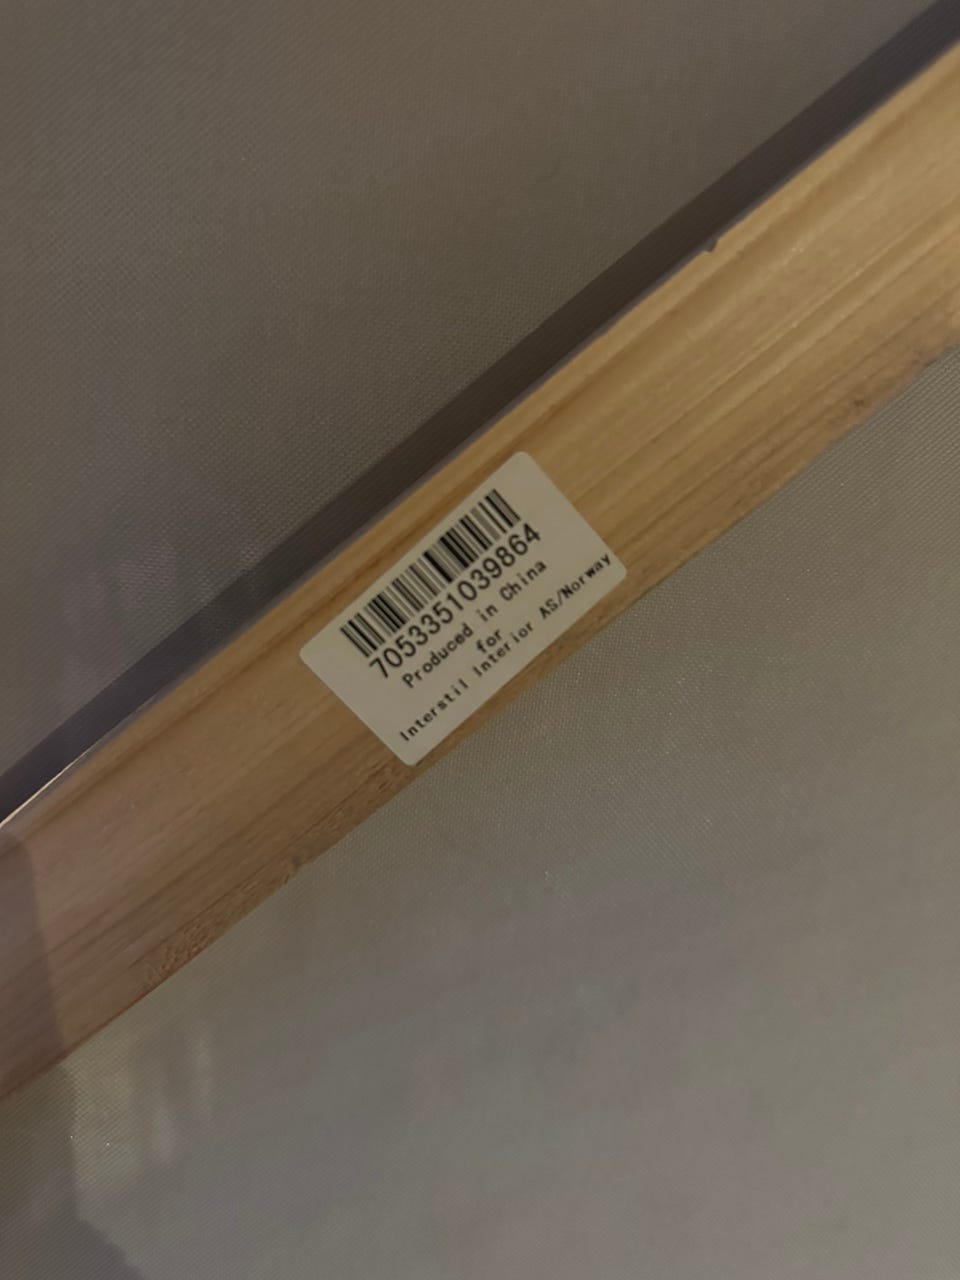 7053351039864
Produced in China
for
Interstil Interior AS/Norway